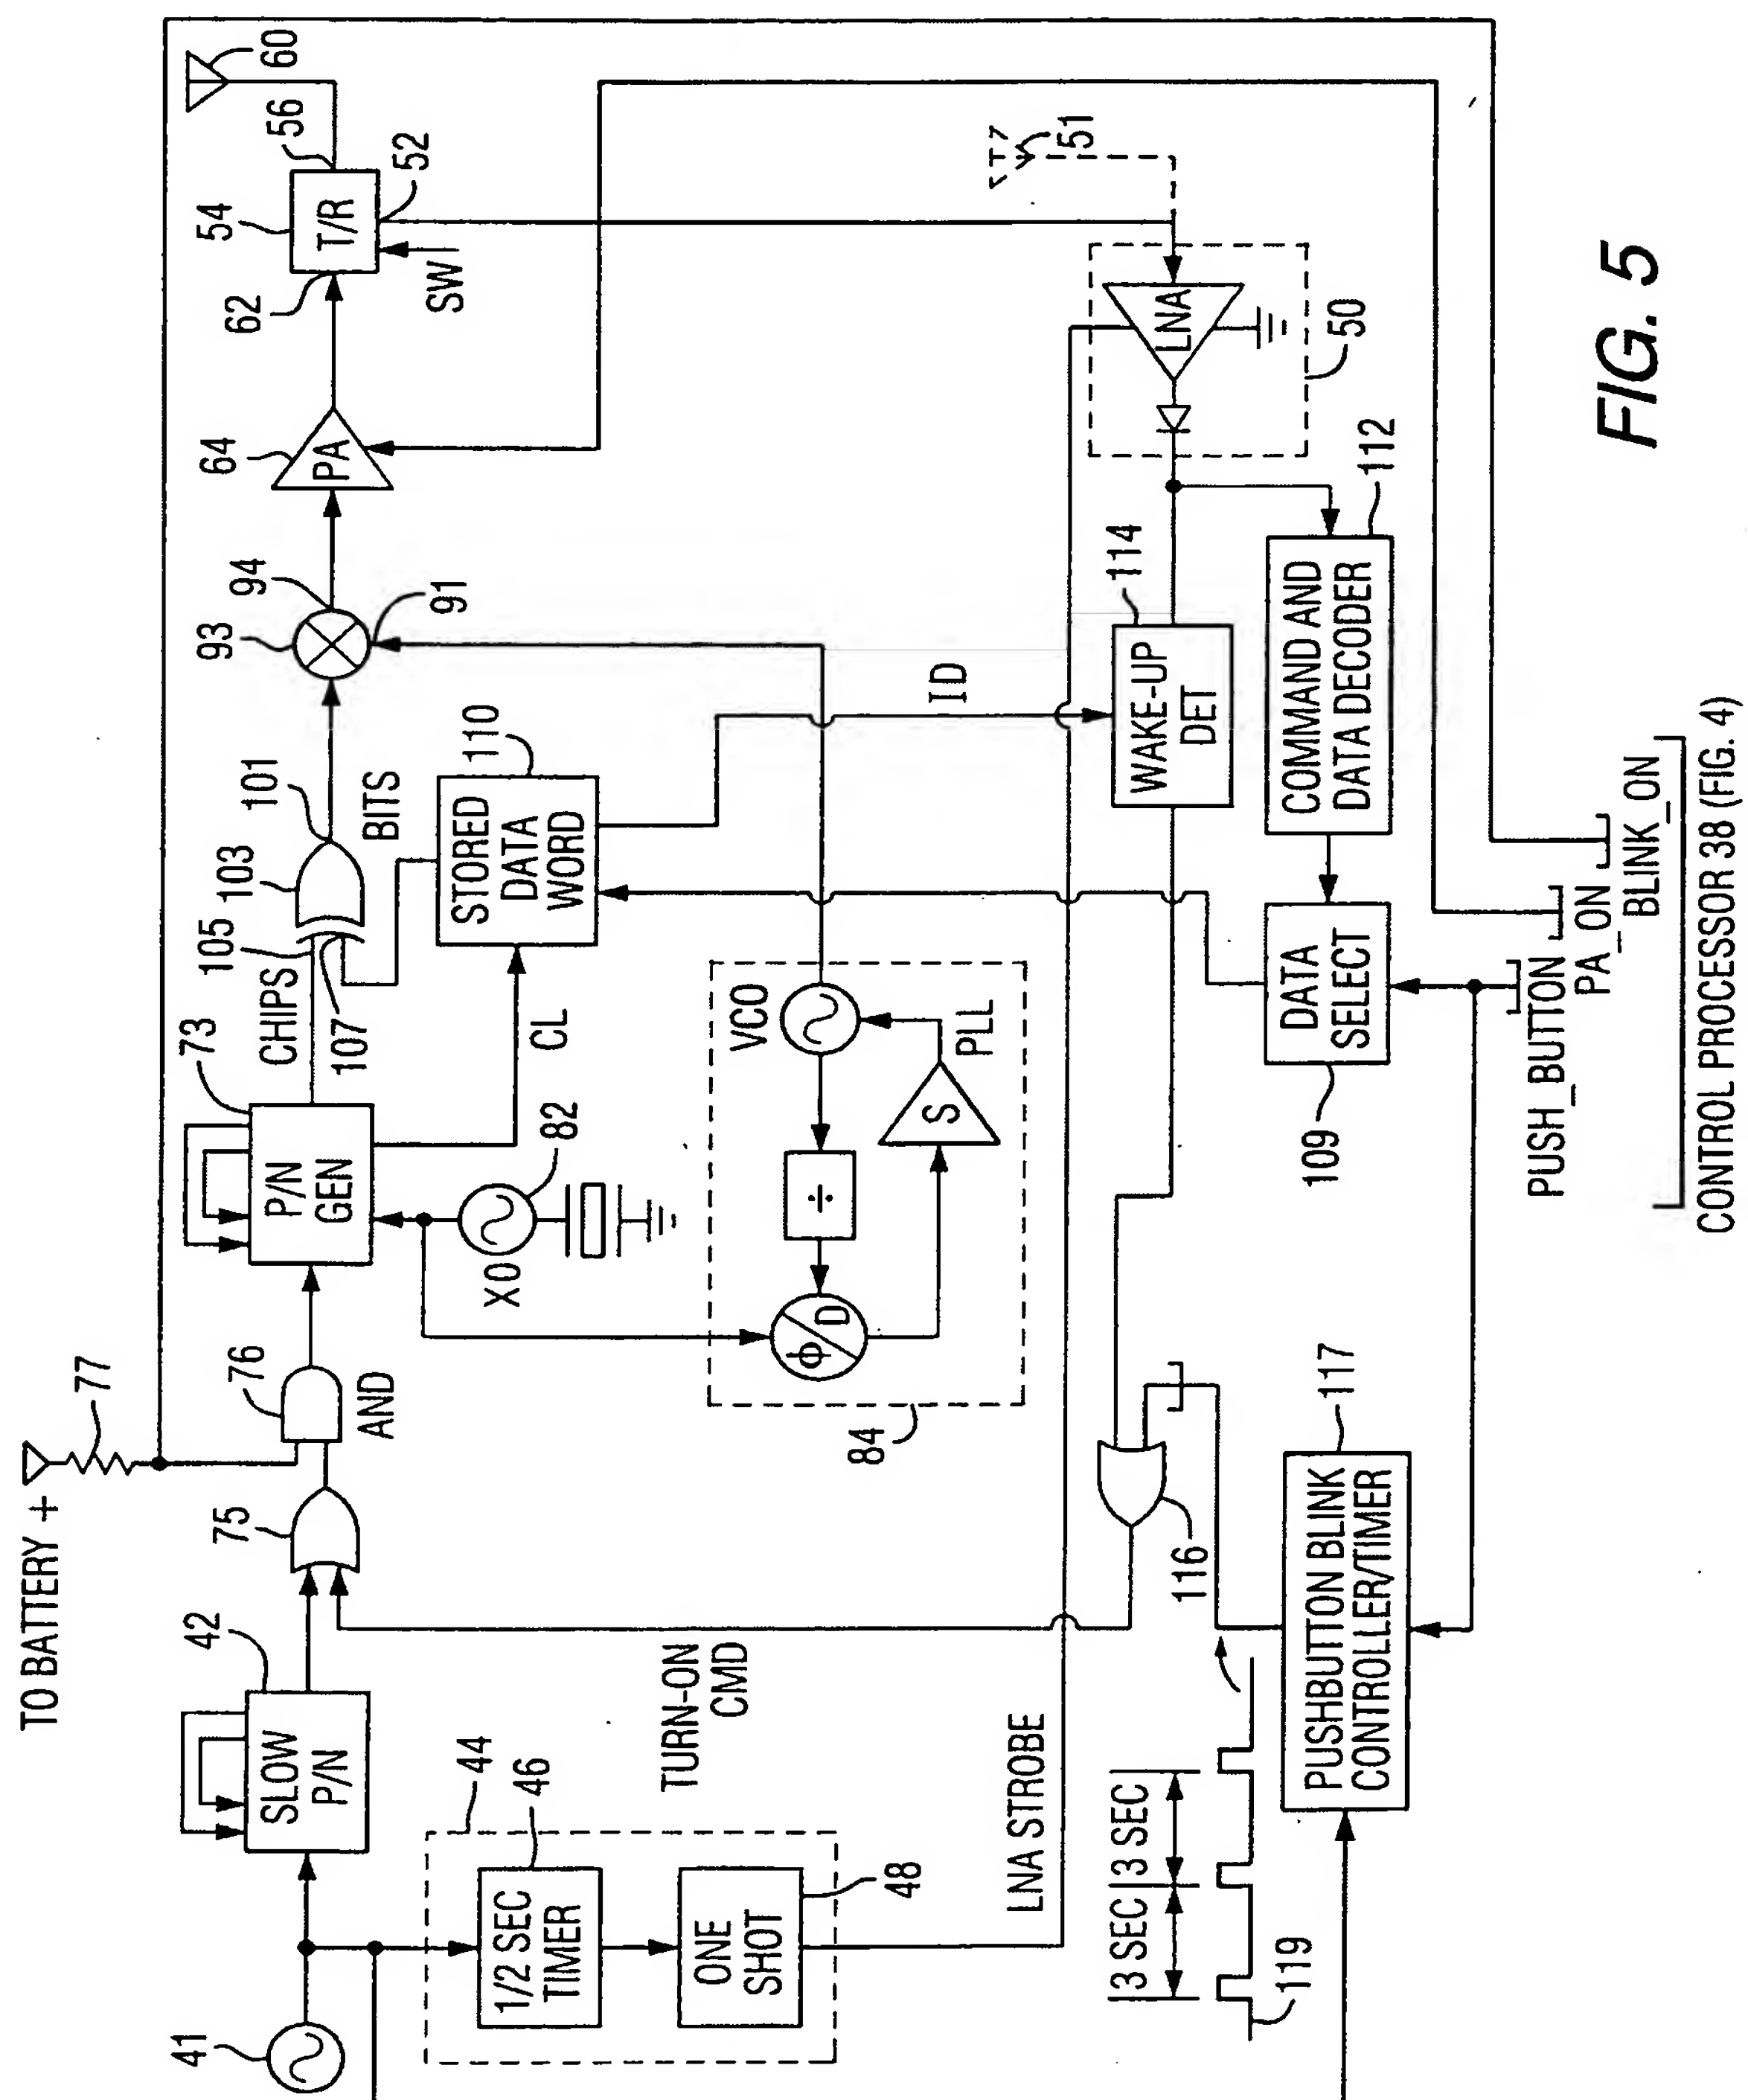 TO BATTERY +
77
60
56
54
T/R
52
62
SW
64
PA
94
93
91
101
103
BITS
105
CHIPS
107
73
P/N
GEN
76
AND
75
42
SLOW
P/N
41
110
STORED
DATA
WORD
CL
82
XO
ID
VCO
PLL
S
÷
ϕ
D
84
51
LNA
50
114
WAKE-UP
DET
112
COMMAND AND
DATA DECODER
DATA
SELECT
109
TURN-ON
CMD
44
46
1/2 SEC
TIMER
ONE
SHOT
48
LNA STROBE
116
117
PUSHBUTTON BLINK
CONTROLLER/TIMER
3 SEC
3 SEC
119
PUSH_BUTTON
PA_ON
BLINK_ON
CONTROL PROCESSOR 38 (FIG. 4)
FIG. 5